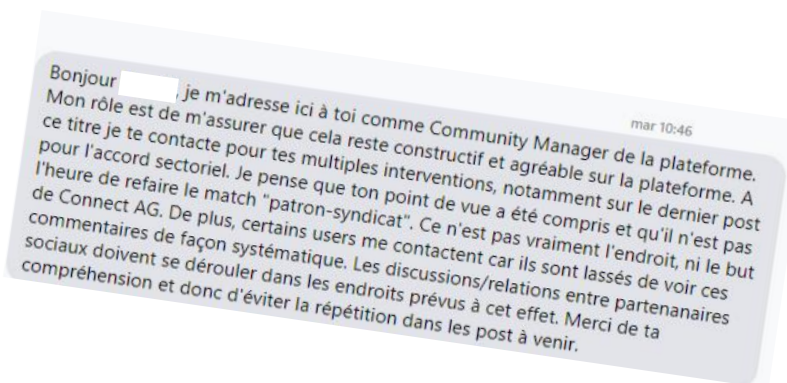 mar 10:46
Bonjour , je m'adresse ici à toi comme Community Manager de la plateforme.
Mon rôle est de m'assurer que cela reste constructif et agréable sur la plateforme. A
ce titre je te contacte pour tes multiples interventions, notamment sur le dernier post
pour l'accord sectoriel. Je pense que ton point de vue a été compris et qu'il n'est pas
l'heure de refaire le match "patron-syndicat". Ce n'est pas vraiment l'endroit, ni le but
de Connect AG. De plus, certains users me contactent car ils sont lassés de voir ces
commentaires de façon systématique. Les discussions/relations entre partenanaires
sociaux doivent se dérouler dans les endroits prévus à cet effet. Merci de ta
compréhension et donc d'éviter la répétition dans les post à venir.